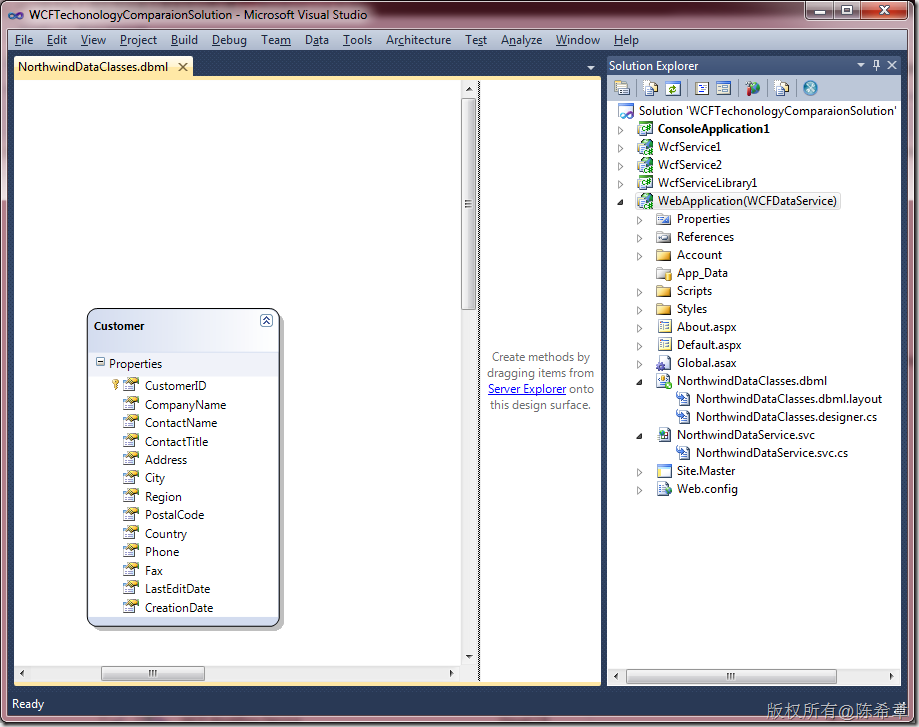 WCFTechonologyComparaionSolution - Microsoft Visual Studio
File Edit View Project Build Debug Team Data Tools Architecture Test Analyze Window Help
NorthwindDataClasses.dbml
Customer
Properties
CustomerID
CompanyName
ContactName
ContactTitle
Address
City
Region
PostalCode
Country
Phone
Fax
LastEditDate
CreationDate
Create methods by
dragging items from
Server Explorer onto
this design surface.
Solution Explorer
Solution 'WCFTechonologyComparaionSolution'
ConsoleApplication1
WcfService1
WcfService2
WcfServiceLibrary1
WebApplication(WCFDataService)
Properties
References
Account
App_Data
Scripts
Styles
About.aspx
Default.aspx
Global.asax
NorthwindDataClasses.dbml
NorthwindDataClasses.dbml.layout
NorthwindDataClasses.designer.cs
NorthwindDataService.svc
NorthwindDataService.svc.cs
Site.Master
Web.config
Ready
版权所有@陈希章